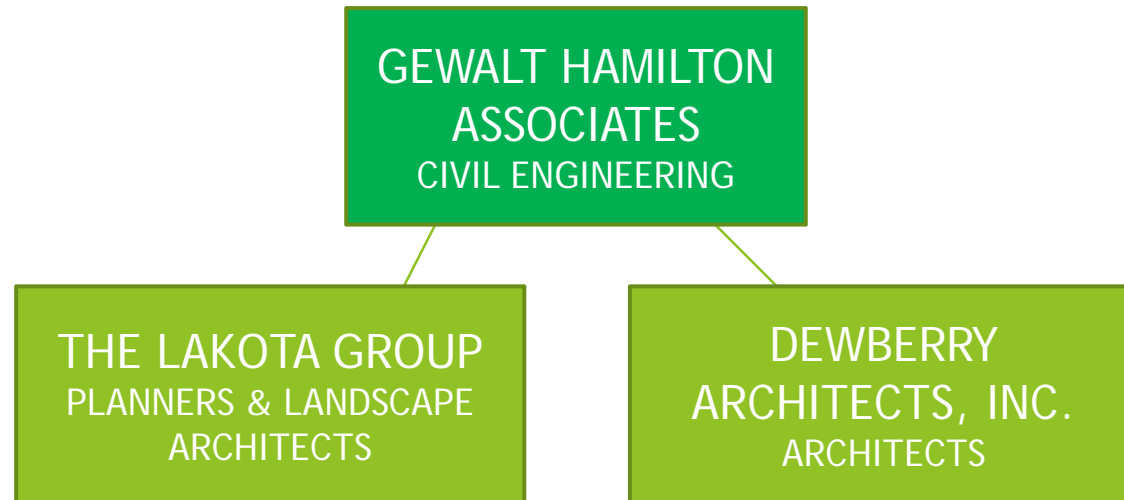 GEWALT HAMILTON
ASSOCIATES
CIVIL ENGINEERING
THE LAKOTA GROUP
PLANNERS & LANDSCAPE
ARCHITECTS
DEWBERRY
ARCHITECTS, INC.
ARCHITECTS